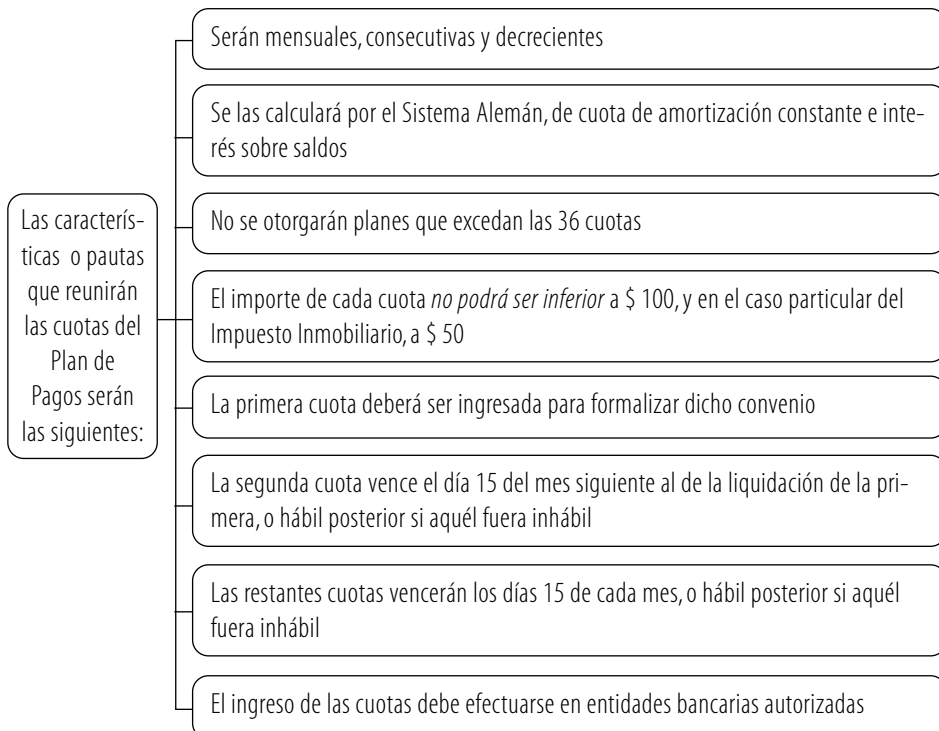 Las caracterís-
ticas o pautas
que reunirán
las cuotas del
Plan de
Pagos serán
las siguientes:
Serán mensuales, consecutivas y decrecientes
Se las calculará por el Sistema Alemán, de cuota de amortización constante e inte-
rés sobre saldos
No se otorgarán planes que excedan las 36 cuotas
El importe de cada cuota no podrá ser inferior a $ 100, y en el caso particular del
Impuesto Inmobiliario, a $ 50
La primera cuota deberá ser ingresada para formalizar dicho convenio
La segunda cuota vence el día 15 del mes siguiente al de la liquidación de la pri-
mera, o hábil posterior si aquél fuera inhábil
Las restantes cuotas vencerán los días 15 de cada mes, o hábil posterior si aquél
fuera inhábil
El ingreso de las cuotas debe efectuarse en entidades bancarias autorizadas